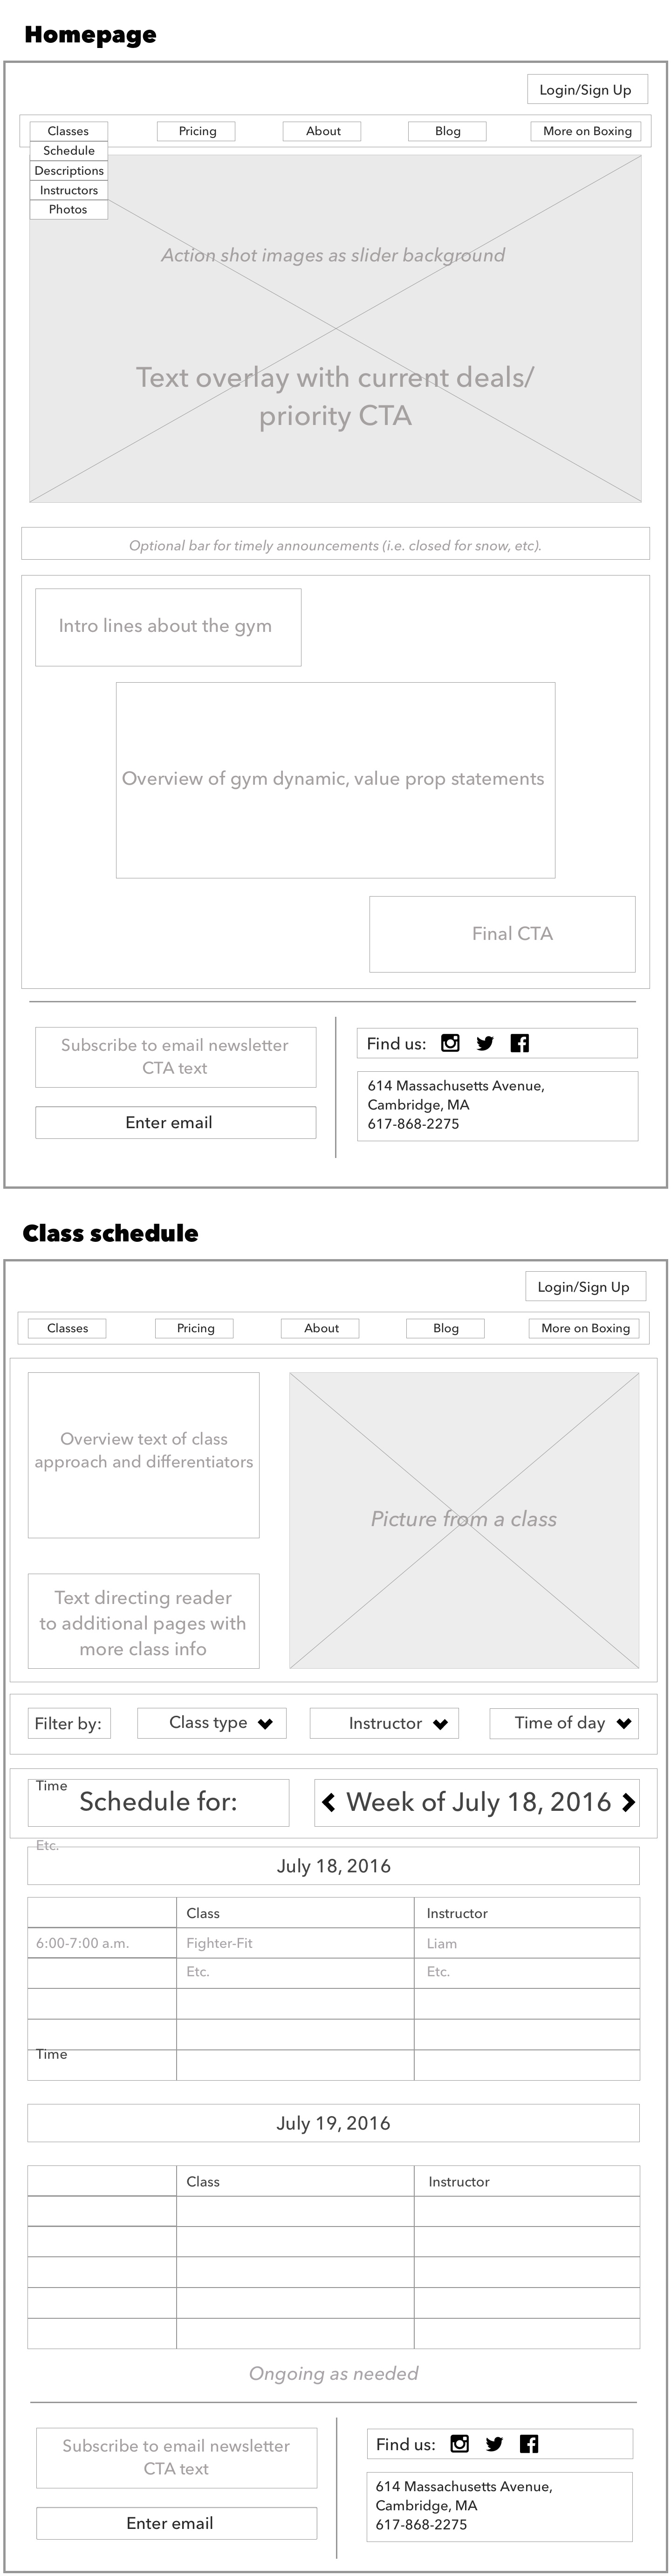 Homepage
Login/Sign Up
Classes
Pricing
About
Blog
More on Boxing
Schedule
Descriptions
Instructors
Photos
Action shot images as slider background
Text overlay with current deals/
priority CTA
Optional bar for timely announcements (i.e. closed for snow, etc).
Intro lines about the gym
Overview of gym dynamic, value prop statements
Final CTA
Subscribe to email newsletter
CTA text
Enter email
Find us:
614 Massachusetts Avenue,
Cambridge, MA
617-868-2275
Class schedule
Login/Sign Up
Classes
Pricing
About
Blog
More on Boxing
Overview text of class
approach and differentiators
Text directing reader
to additional pages with
more class info
Picture from a class
Filter by:
Class type
Instructor
Time of day
Time
Schedule for:
Week of July 18, 2016
Etc.
July 18, 2016
Class
Instructor
6:00-7:00 a.m.
Fighter-Fit
Liam
Etc.
Etc.
Time
July 19, 2016
Class
Instructor
Ongoing as needed
Subscribe to email newsletter
CTA text
Enter email
Find us:
614 Massachusetts Avenue,
Cambridge, MA
617-868-2275